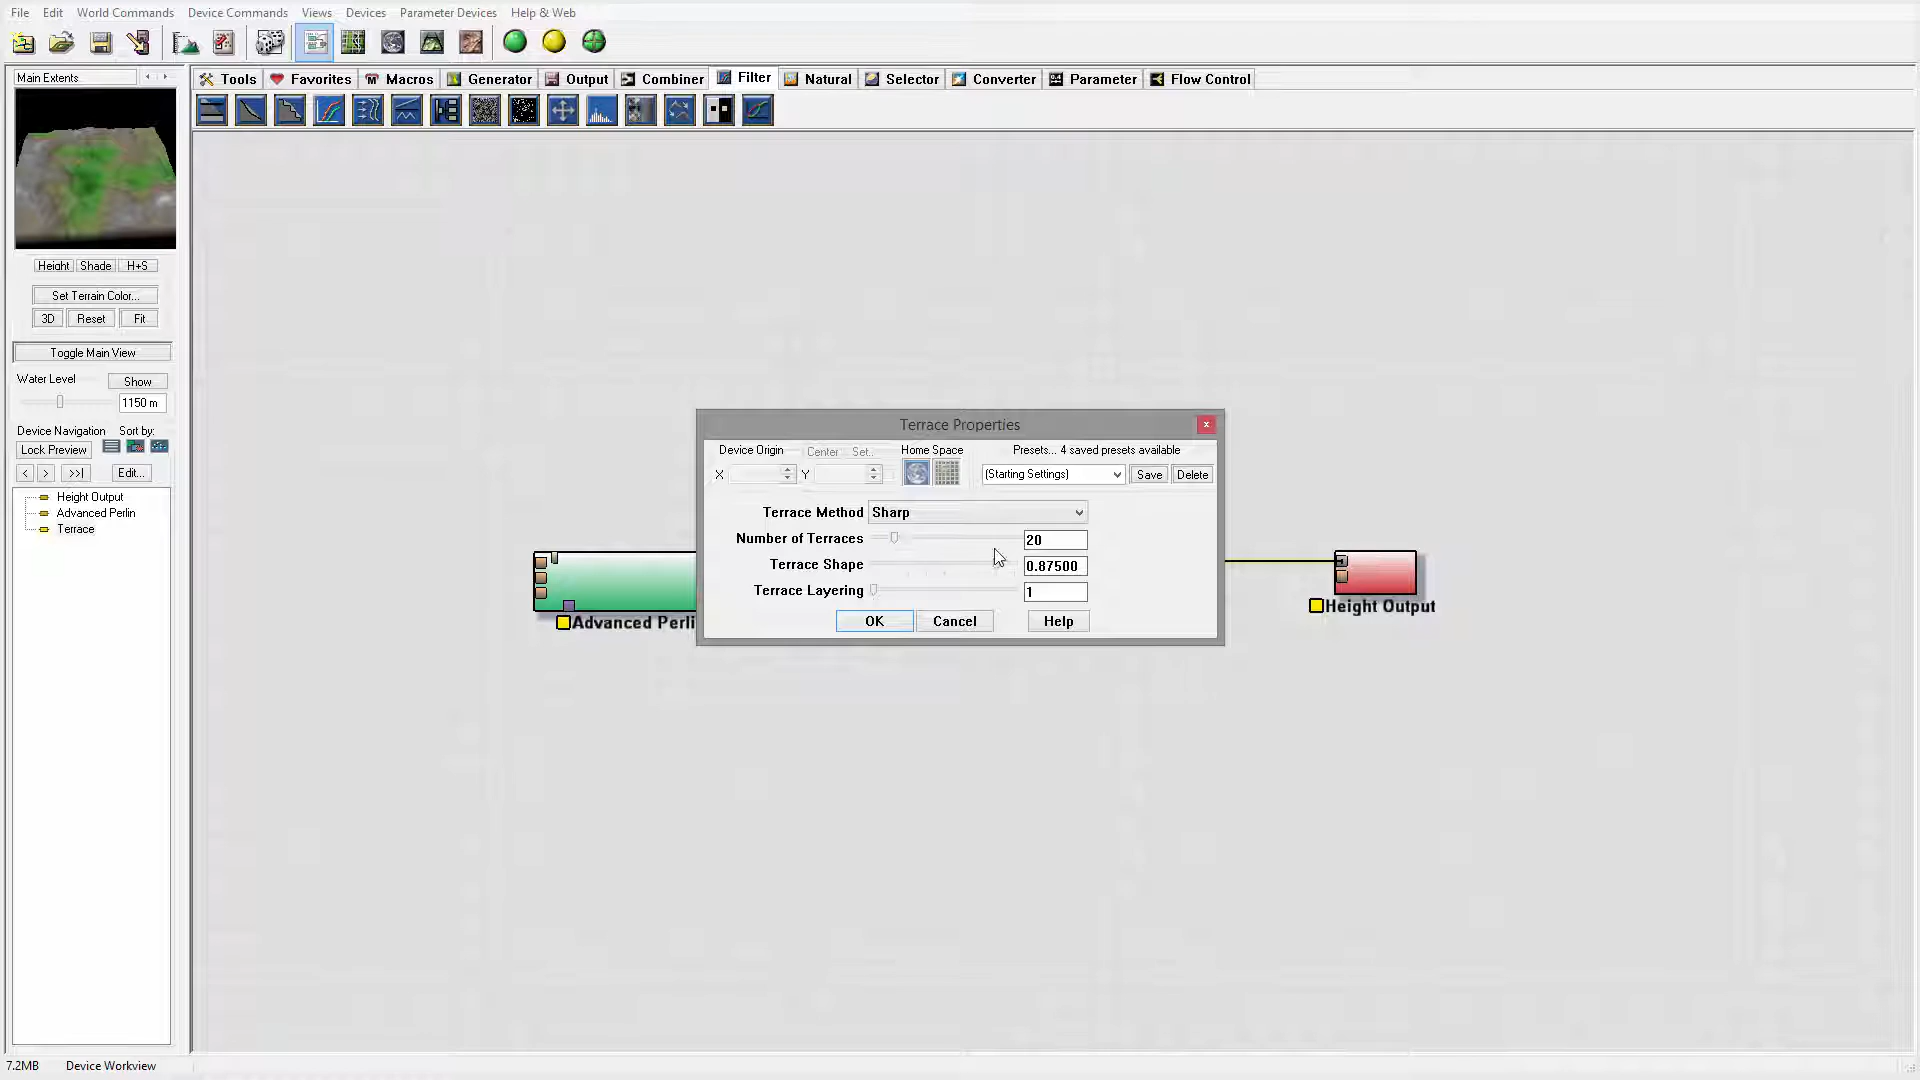 File Edit World Commands Device Commands Views Devices Parameter Devices Help & Web
Main Extents
Tools Favorites Macros Generator Output Combiner Filter Natural Selector Converter Parameter Flow Control
Height Shade H+S
Set Terrain Color...
3D Reset Fit
Toggle Main View
Water Level Show
1150 m
Device Navigation Sort by:
Lock Preview
< > >>| Edit...
Height Output
Advanced Perlin
Terrace
Terrace Properties x
Device Origin Center Set.. Home Space Presets... 4 saved presets available
X Y (Starting Settings) Save Delete
Terrace Method Sharp
Number of Terraces 20
Terrace Shape 0.87500
Terrace Layering 1
OK Cancel Help
Advanced Perli
Height Output
7.2MB Device Workview